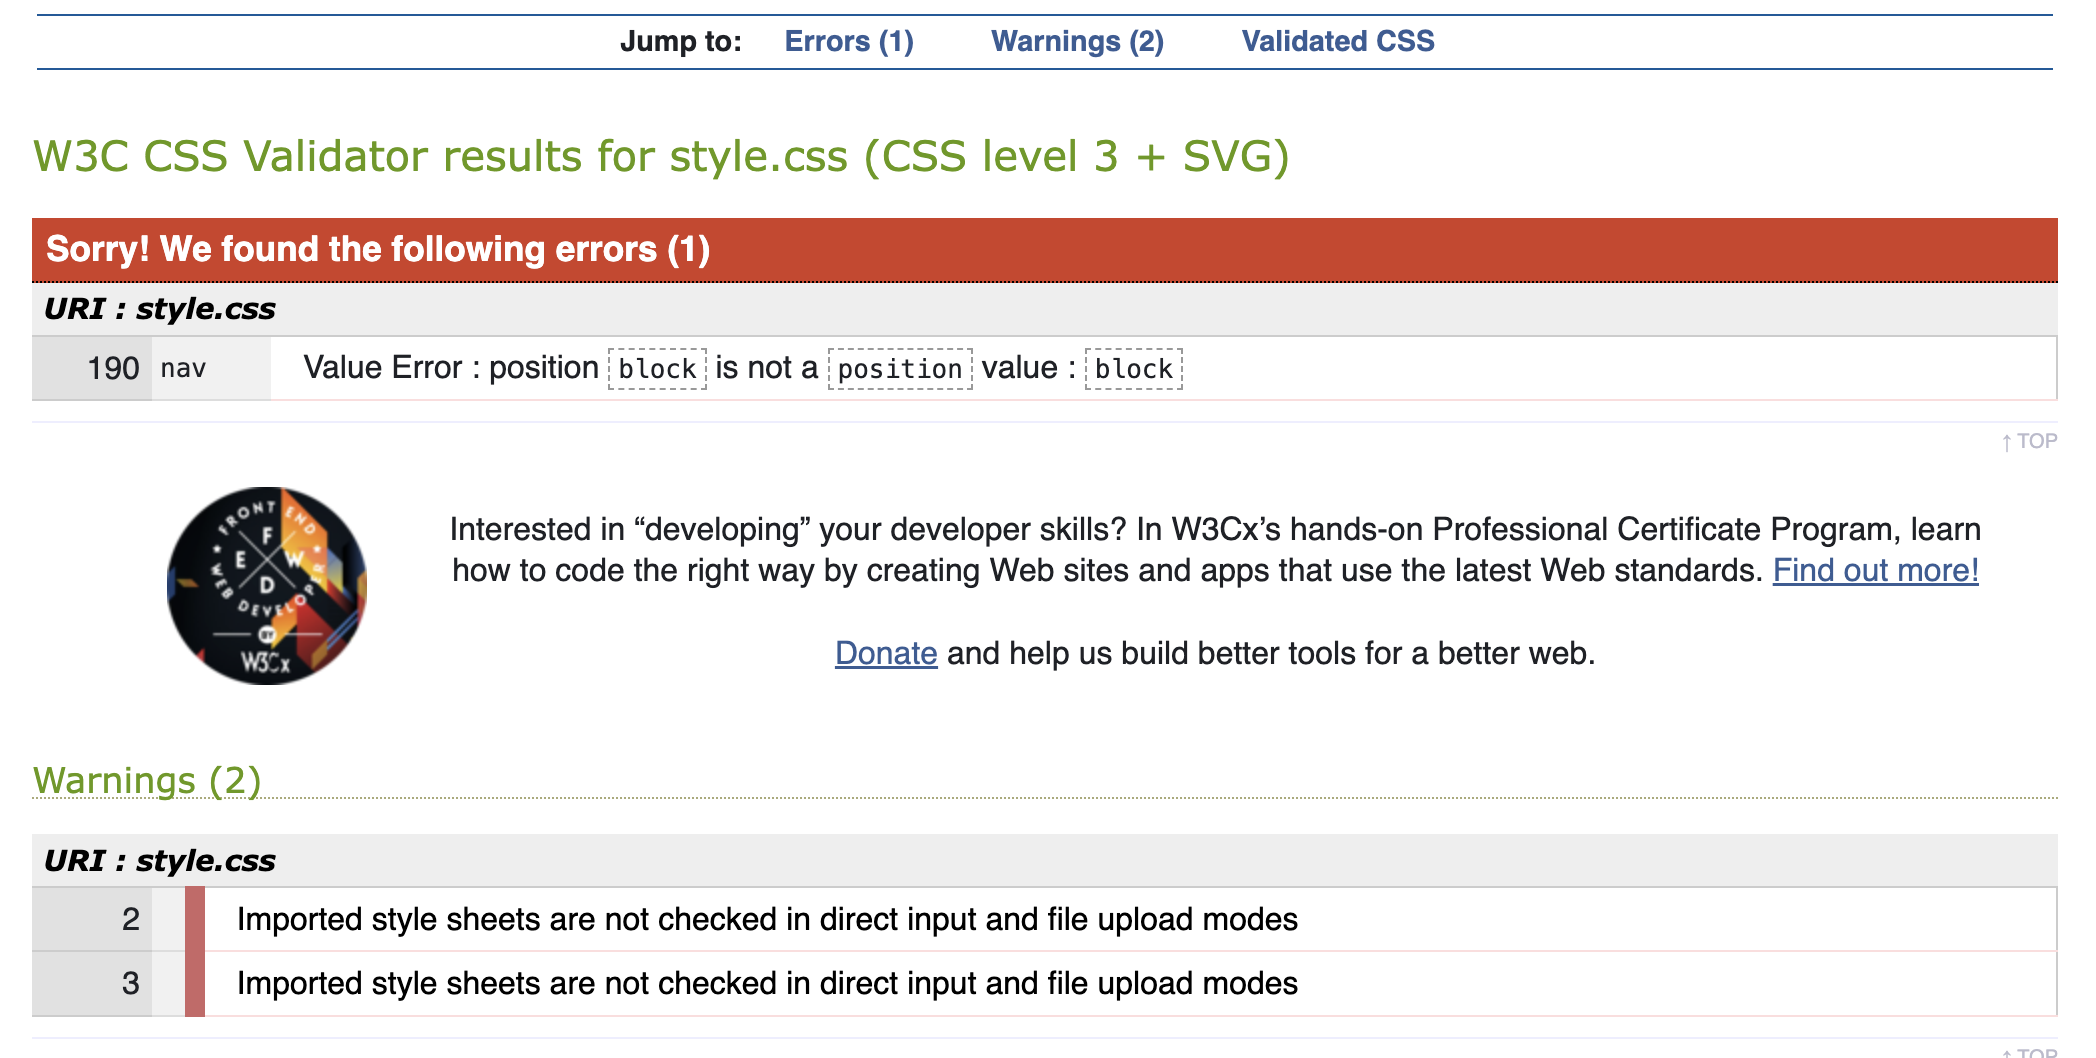 Jump to: Errors (1) Warnings (2) Validated CSS
W3C CSS Validator results for style.css (CSS level 3 + SVG)
Sorry! We found the following errors (1)
URI : style.css
190 nav Value Error : position block is not a position value : block
↑ TOP
FRONT END WEB DEVELOPER
F E W D
BY
W3Cx
Interested in “developing” your developer skills? In W3Cx’s hands-on Professional Certificate Program, learn
how to code the right way by creating Web sites and apps that use the latest Web standards. Find out more!
Donate and help us build better tools for a better web.
Warnings (2)
URI : style.css
2 Imported style sheets are not checked in direct input and file upload modes
3 Imported style sheets are not checked in direct input and file upload modes
↑ TOP